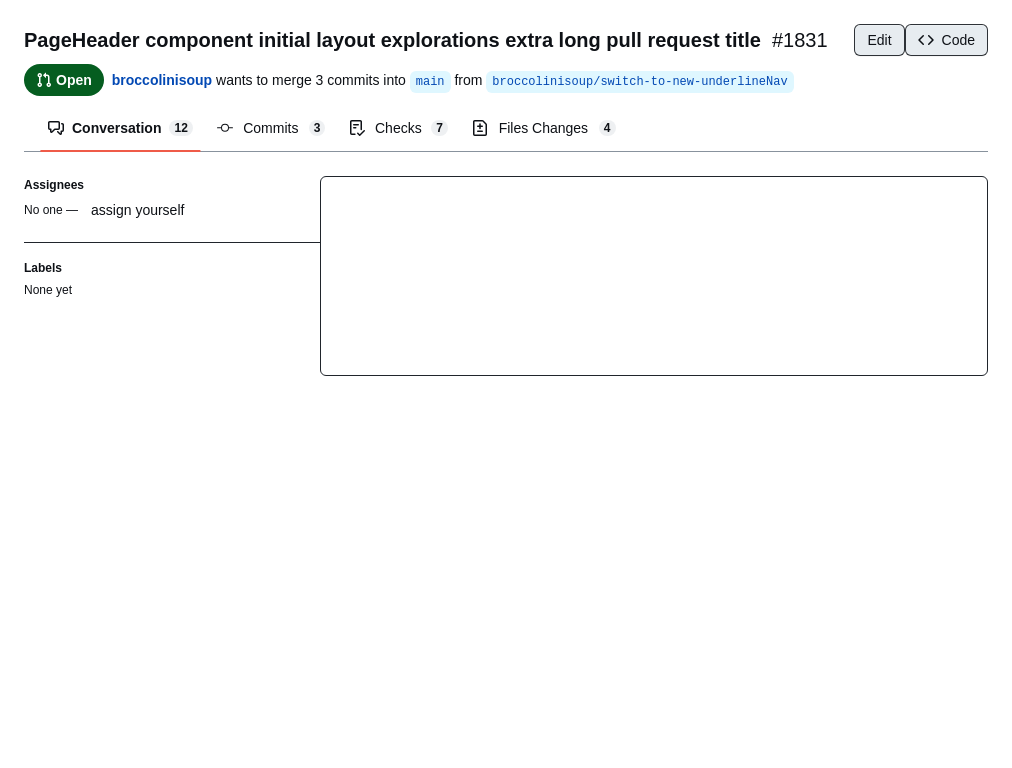 PageHeader component initial layout explorations extra long pull request title #1831
Edit
Code
Open
broccolinisoup wants to merge 3 commits into main from broccolinisoup/switch-to-new-underlineNav
Conversation 12
Commits 3
Checks 7
Files Changes 4
Assignees
No one — assign yourself
Labels
None yet